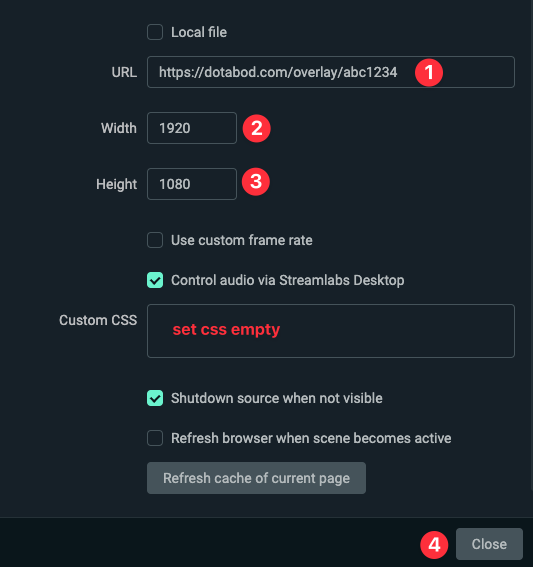 Local file
URL https://dotabod.com/overlay/abc1234 1
Width 1920 2
Height 1080 3
Use custom frame rate
Control audio via Streamlabs Desktop
Custom CSS set css empty
Shutdown source when not visible
Refresh browser when scene becomes active
Refresh cache of current page
4 Close